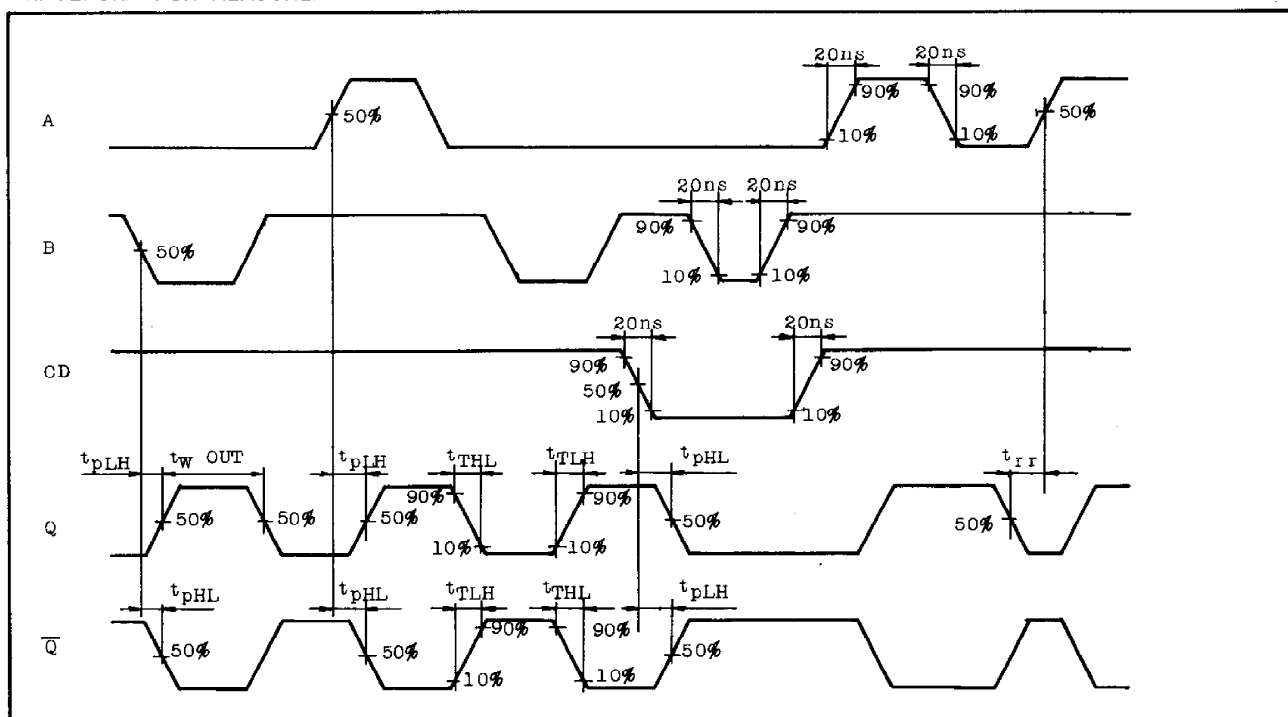 20ns 20ns
A 50% 90% 90% 50%
10% 10%
20ns 20ns
B 50% 90% 90%
10% 10%
20ns 20ns
CD 90% 90%
50%
10% 10%
tpLH tW OUT tpLH tTHL tTLH tpHL trr
Q 50% 50% 50% 90% 90% 50% 50%
10% 10%
tpHL tpHL tTLH tTHL tpLH
Q̅ 50% 50% 90% 90% 50%
10% 10%